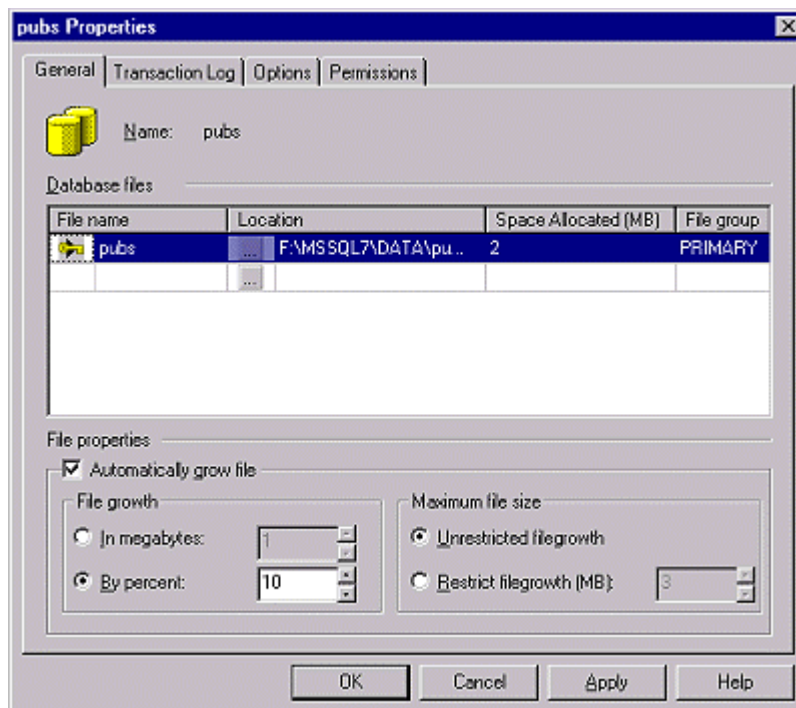 pubs Properties
General Transaction Log Options Permissions
Name: pubs
Database files
File name Location Space Allocated (MB) File group
pubs ... F:\MSSQL7\DATA\pu... 2 PRIMARY
...
File properties
Automatically grow file
File growth Maximum file size
In megabytes: 1 Unrestricted filegrowth
By percent: 10 Restrict filegrowth (MB): 3
OK Cancel Apply Help